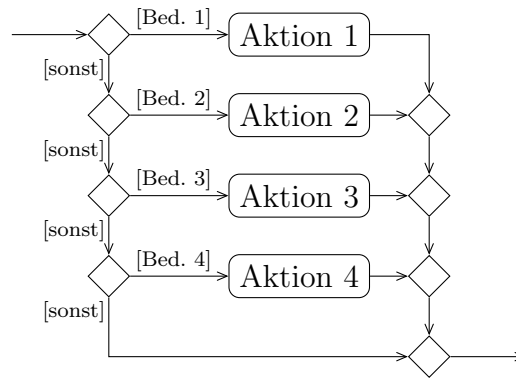 [Bed. 1]
Aktion 1
[sonst]
[Bed. 2]
Aktion 2
[sonst]
[Bed. 3]
Aktion 3
[sonst]
[Bed. 4]
Aktion 4
[sonst]